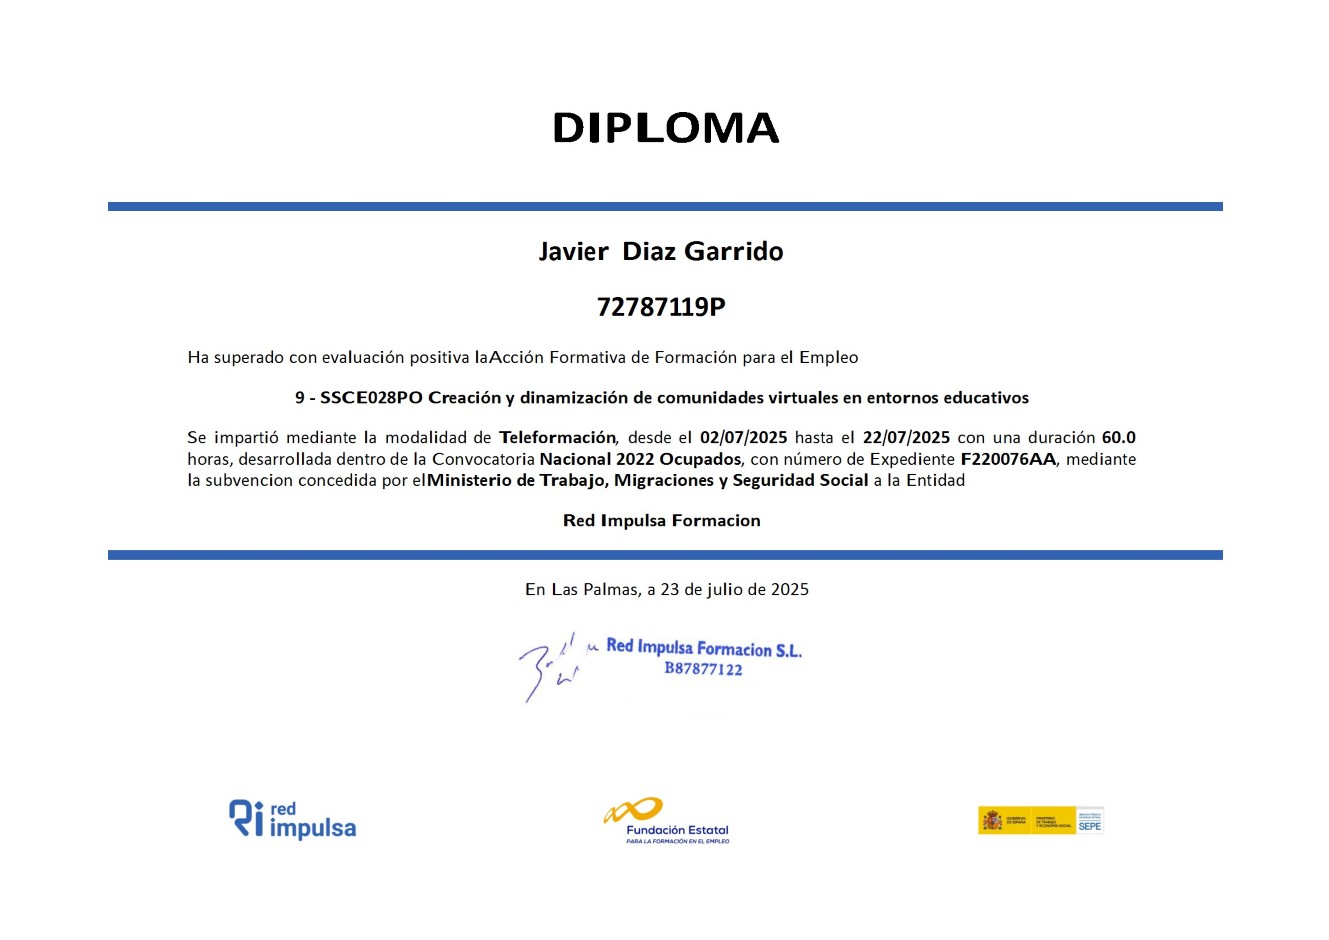 DIPLOMA
Javier Diaz Garrido
72787119P
Ha superado con evaluación positiva laAcción Formativa de Formación para el Empleo
9 - SSCE028PO Creación y dinamización de comunidades virtuales en entornos educativos
Se impartió mediante la modalidad de Teleformación, desde el 02/07/2025 hasta el 22/07/2025 con una duración 60.0
horas, desarrollada dentro de la Convocatoria Nacional 2022 Ocupados, con número de Expediente F220076AA, mediante
la subvencion concedida por elMinisterio de Trabajo, Migraciones y Seguridad Social a la Entidad
Red Impulsa Formacion
En Las Palmas, a 23 de julio de 2025
Red Impulsa Formacion S.L.
B87877122
red
impulsa
Fundación Estatal
PARA LA FORMACIÓN EN EL EMPLEO
GOBIERNO
DE ESPAÑA
MINISTERIO
DE TRABAJO
Y ECONOMÍA SOCIAL
SEPE